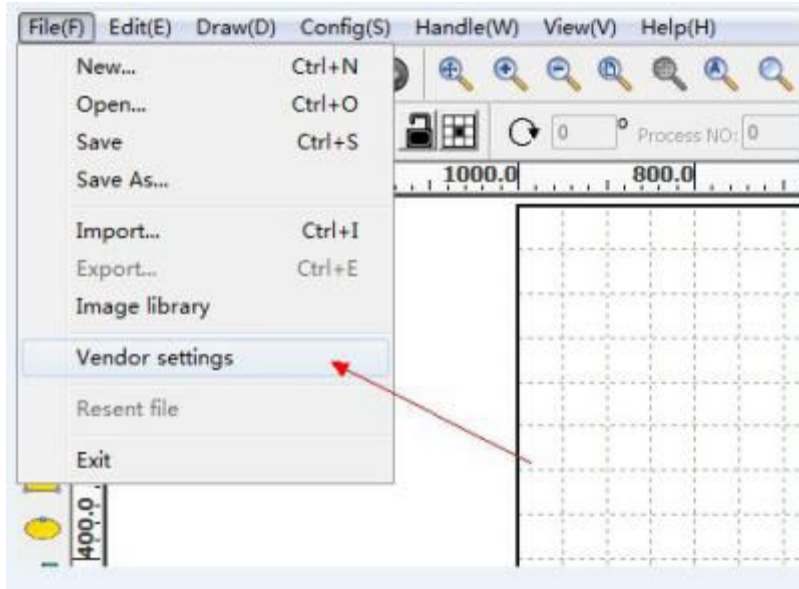 File(F) Edit(E) Draw(D) Config(S) Handle(W) View(V) Help(H)
New... Ctrl+N
Open... Ctrl+O
Save Ctrl+S
Save As...
Import... Ctrl+I
Export... Ctrl+E
Image library
Vendor settings
Resent file
Exit
0 ° Process NO: 0
1000.0 800.0
400.0